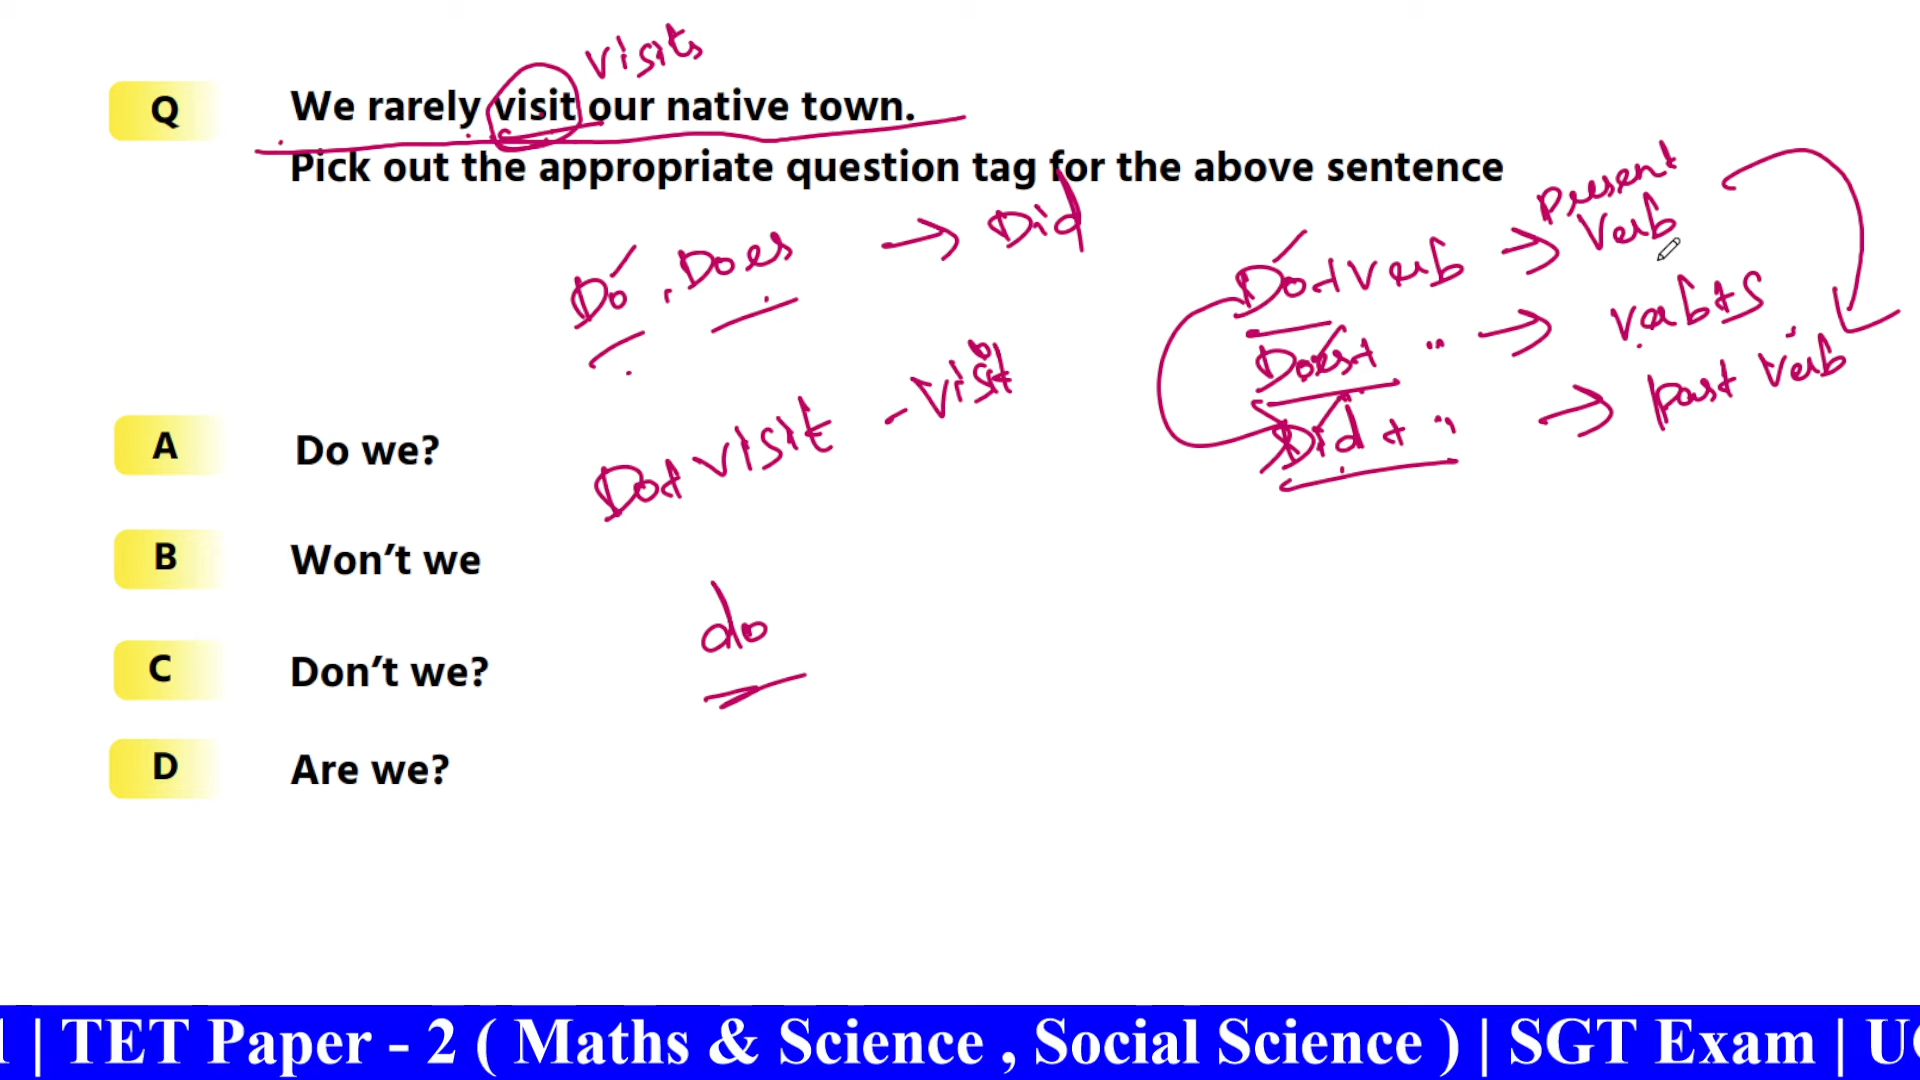 visits
Q We rarely visit our native town.
Pick out the appropriate question tag for the above sentence
Do , Does → Did
Do+verb → Present Verb
Does+ " → Verb+s
Did + " → past verb
Do+visit - visit
A Do we?
B Won’t we
do
C Don’t we?
D Are we?
| TET Paper - 2 ( Maths & Science , Social Science ) | SGT Exam |